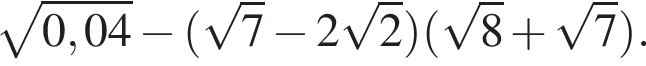 √0,04 − (√7 − 2√2)(√8 + √7).